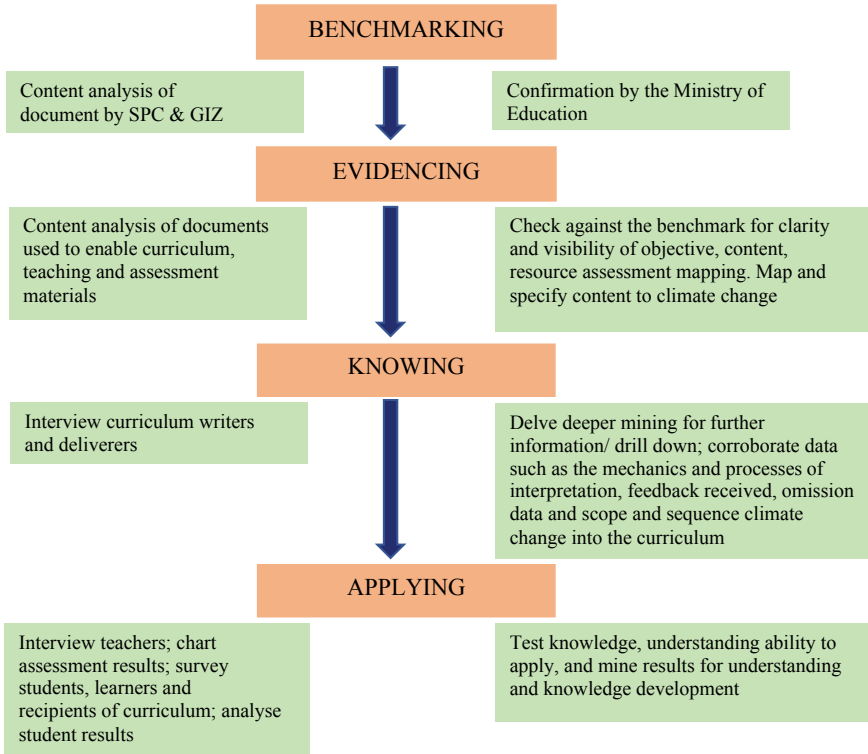 BENCHMARKING
Content analysis of
document by SPC & GIZ
Confirmation by the Ministry of
Education
EVIDENCING
Content analysis of documents
used to enable curriculum,
teaching and assessment
materials
Check against the benchmark for clarity
and visibility of objective, content,
resource assessment mapping. Map and
specify content to climate change
KNOWING
Interview curriculum writers
and deliverers
Delve deeper mining for further
information/ drill down; corroborate data
such as the mechanics and processes of
interpretation, feedback received, omission
data and scope and sequence climate
change into the curriculum
APPLYING
Interview teachers; chart
assessment results; survey
students, learners and
recipients of curriculum; analyse
student results
Test knowledge, understanding ability to
apply, and mine results for understanding
and knowledge development